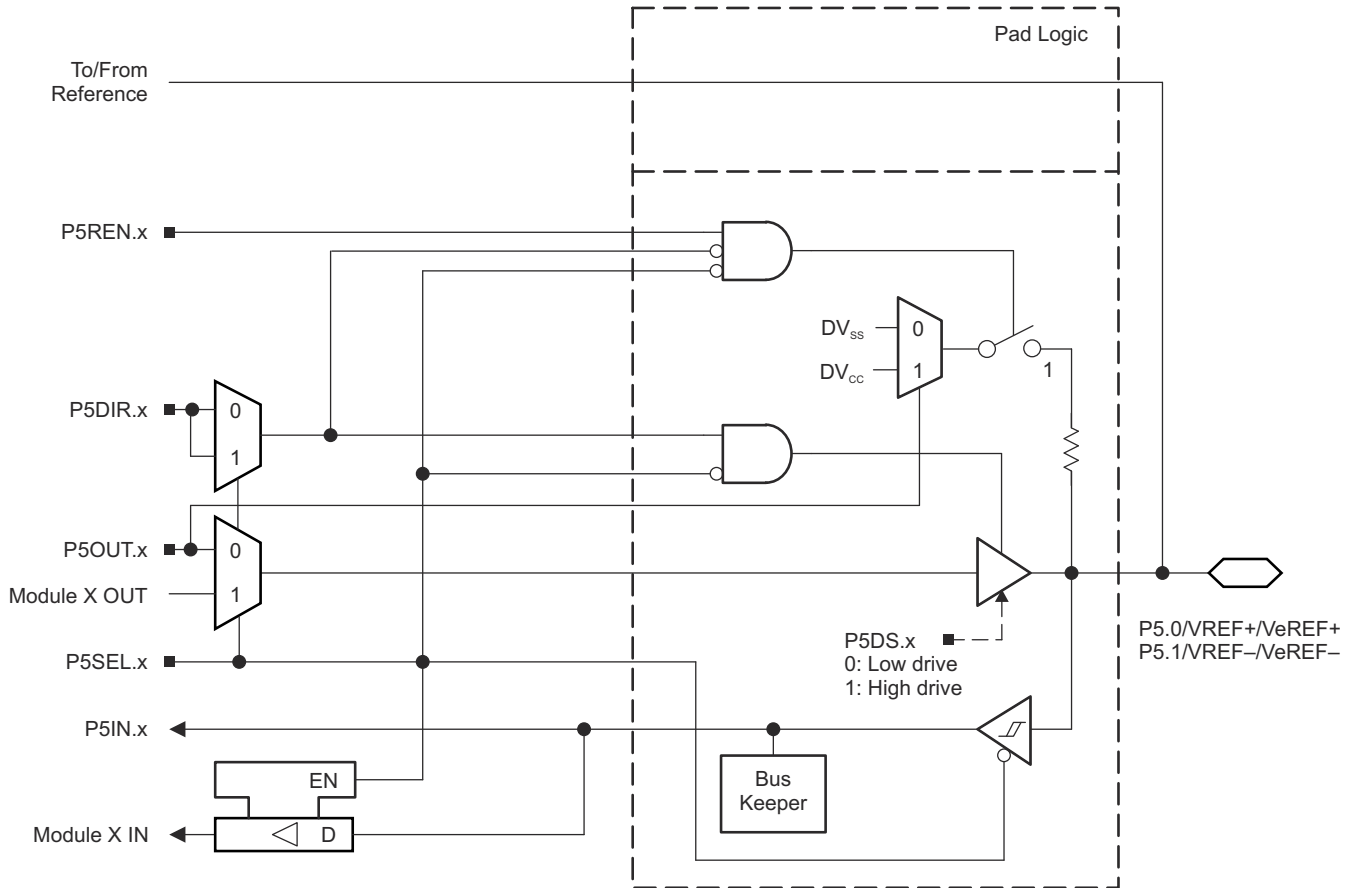 Pad Logic
To/From
Reference
P5REN.x
DVSS
0
DVCC
1
1
P5DIR.x
0
1
P5OUT.x
0
Module X OUT
1
P5DS.x
0: Low drive
1: High drive
P5.0/VREF+/VeREF+
P5.1/VREF–/VeREF–
P5SEL.x
P5IN.x
EN
Bus
Keeper
Module X IN
D